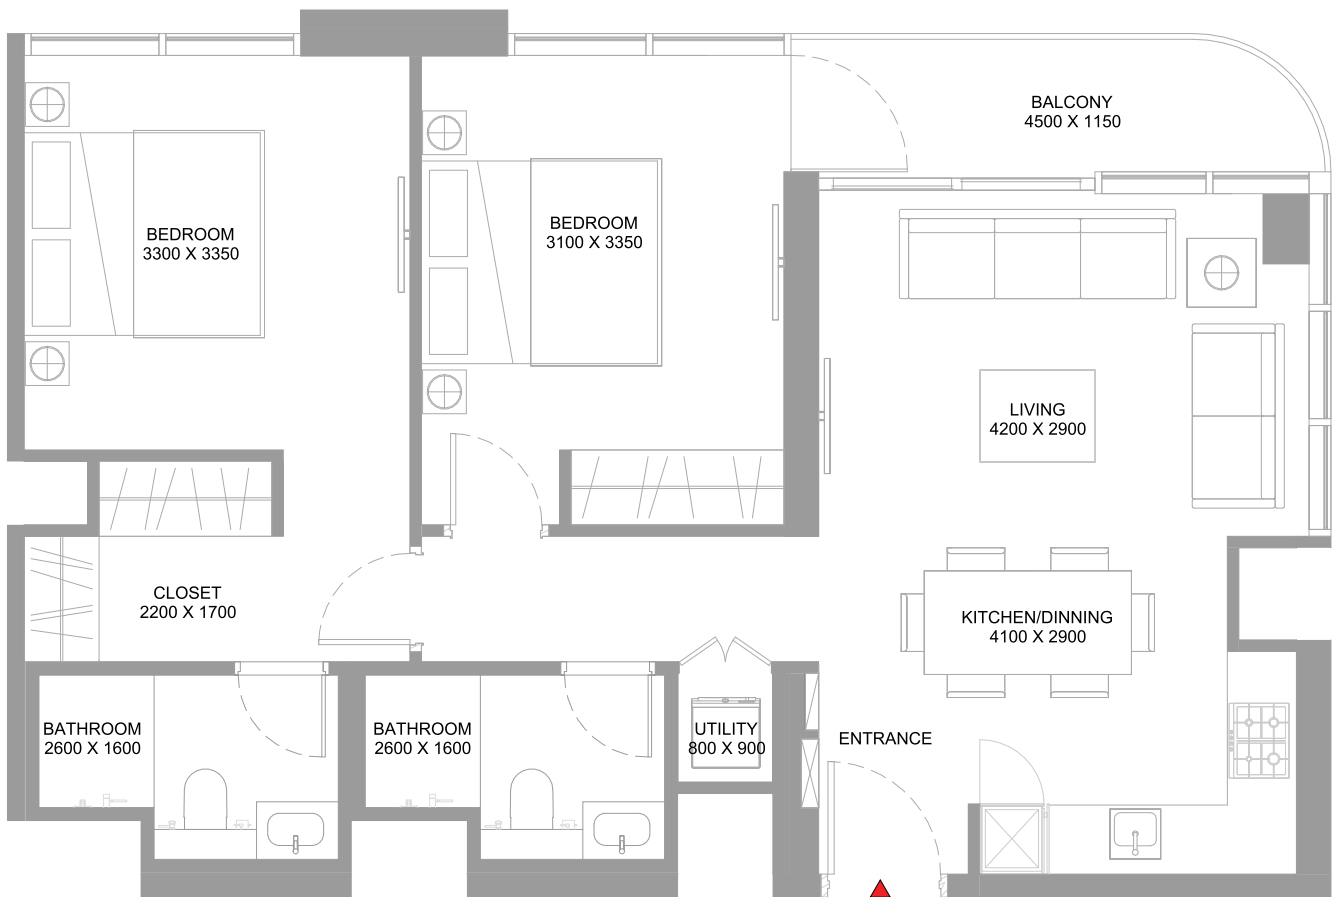 BALCONY
4500 X 1150
BEDROOM
3300 X 3350
BEDROOM
3100 X 3350
LIVING
4200 X 2900
CLOSET
2200 X 1700
KITCHEN/DINNING
4100 X 2900
BATHROOM
2600 X 1600
BATHROOM
2600 X 1600
UTILITY
800 X 900
ENTRANCE